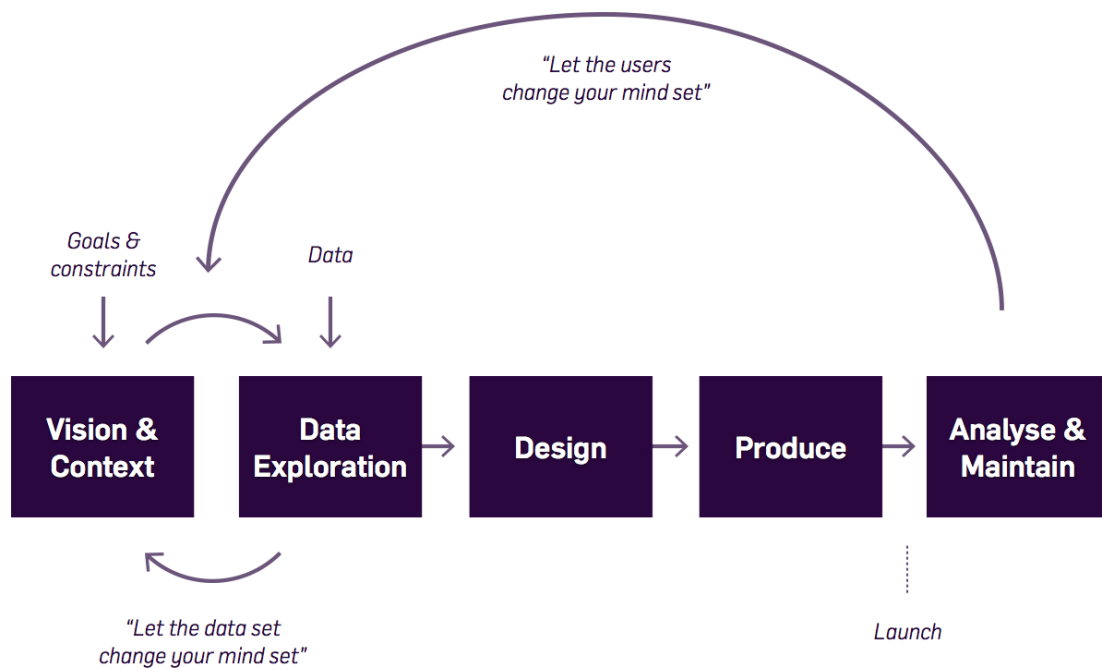 "Let the users
change your mind set"
Goals &
constraints
Data
Vision &
Context
Data
Exploration
Design
Produce
Analyse &
Maintain
"Let the data set
change your mind set"
Launch